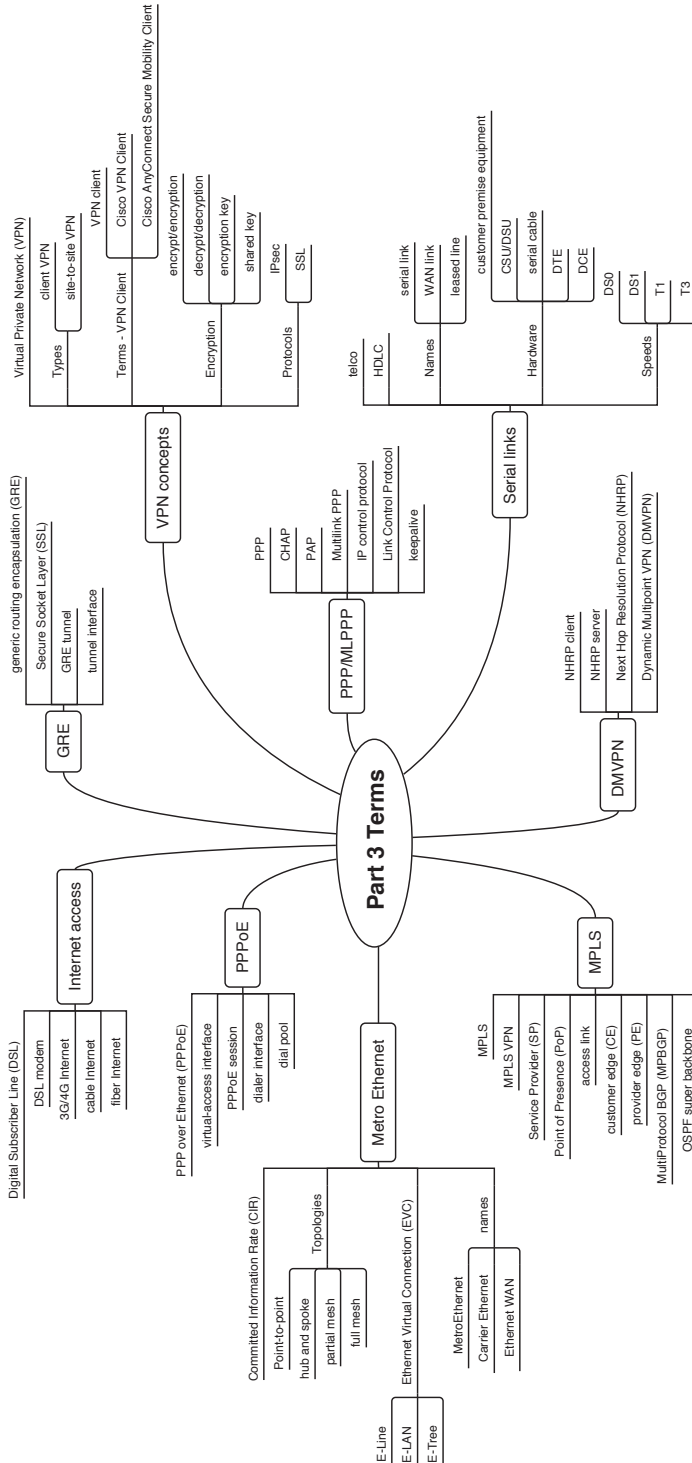 Part 3 Terms
Internet access
Digital Subscriber Line (DSL)
DSL modem
3G/4G Internet
cable Internet
fiber Internet
PPPoE
PPP over Ethernet (PPPoE)
virtual-access interface
PPPoE session
dialer interface
dial pool
Metro Ethernet
Committed Information Rate (CIR)
Topologies
Point-to-point
hub and spoke
partial mesh
full mesh
Ethernet Virtual Connection (EVC)
E-Line
E-LAN
E-Tree
names
MetroEthernet
Carrier Ethernet
Ethernet WAN
MPLS
MPLS
MPLS VPN
Service Provider (SP)
Point of Presence (PoP)
access link
customer edge (CE)
provider edge (PE)
MultiProtocol BGP (MPBGP)
OSPF super backbone
GRE
generic routing encapsulation (GRE)
Secure Socket Layer (SSL)
GRE tunnel
tunnel interface
VPN concepts
Virtual Private Network (VPN)
Types
client VPN
site-to-site VPN
Terms - VPN Client
VPN client
Cisco VPN Client
Cisco AnyConnect Secure Mobility Client
Encryption
encrypt/encryption
decrypt/decryption
encryption key
shared key
Protocols
IPsec
SSL
PPP/MLPPP
PPP
CHAP
PAP
Multilink PPP
IP control protocol
Link Control Protocol
keepalive
Serial links
telco
HDLC
Names
serial link
WAN link
leased line
Hardware
customer premise equipment
CSU/DSU
serial cable
DTE
DCE
Speeds
DS0
DS1
T1
T3
DMVPN
NHRP client
NHRP server
Next Hop Resolution Protocol (NHRP)
Dynamic Multipoint VPN (DMVPN)